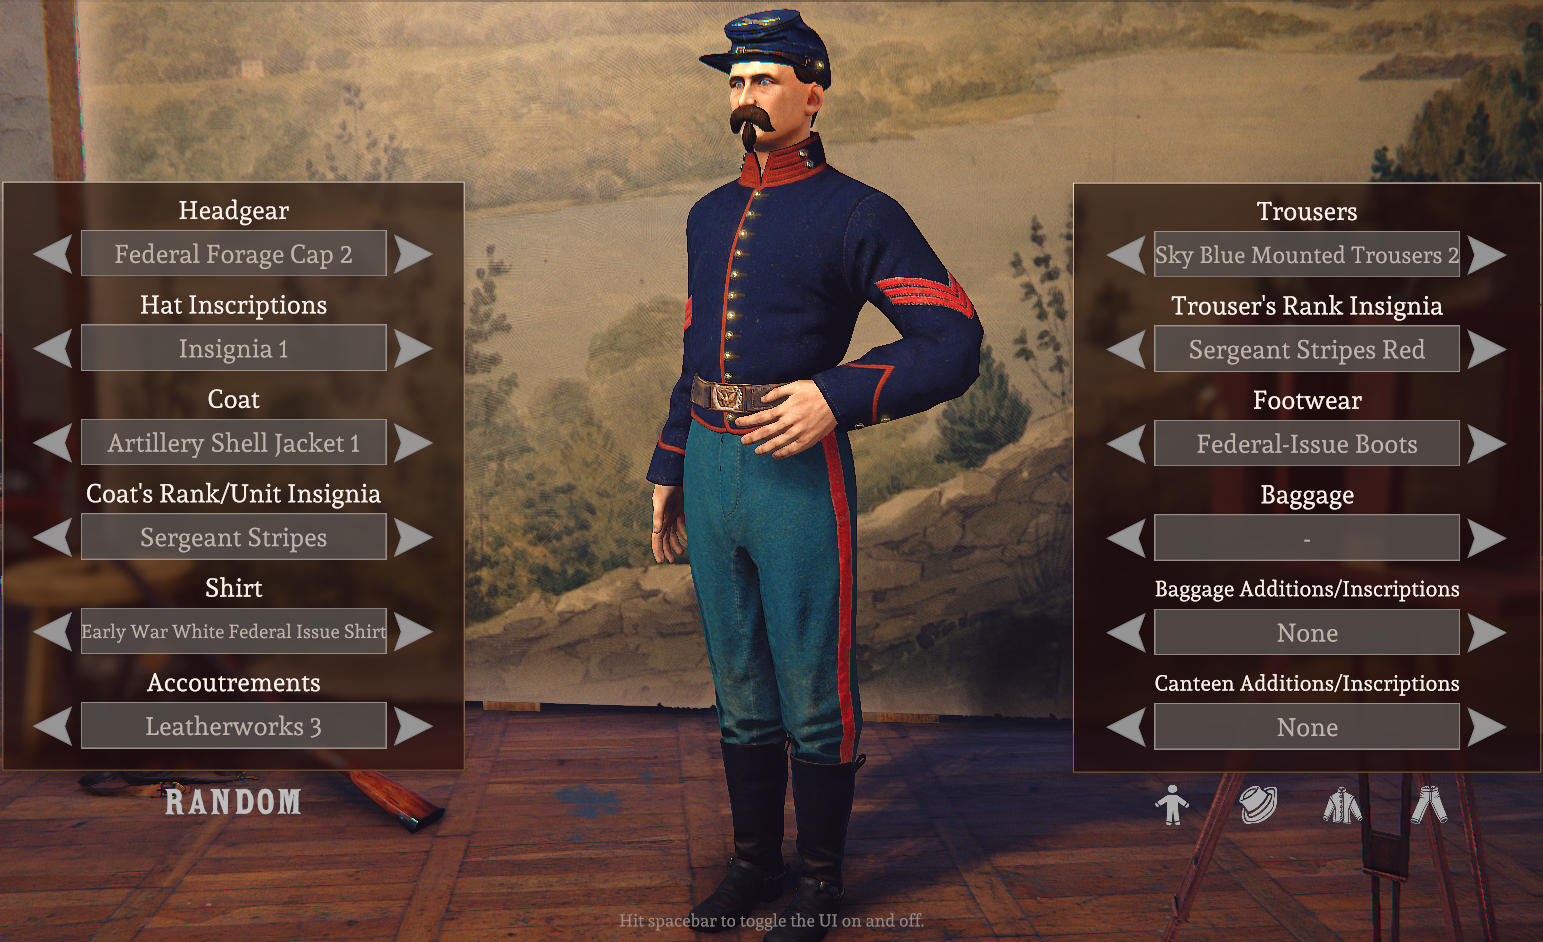 Headgear
Federal Forage Cap 2
Hat Inscriptions
Insignia 1
Coat
Artillery Shell Jacket 1
Coat's Rank/Unit Insignia
Sergeant Stripes
Shirt
Early War White Federal Issue Shirt
Accoutrements
Leatherworks 3
RANDOM
Trousers
Sky Blue Mounted Trousers 2
Trouser's Rank Insignia
Sergeant Stripes Red
Footwear
Federal-Issue Boots
Baggage
-
Baggage Additions/Inscriptions
None
Canteen Additions/Inscriptions
None
Hit spacebar to toggle the UI on and off.